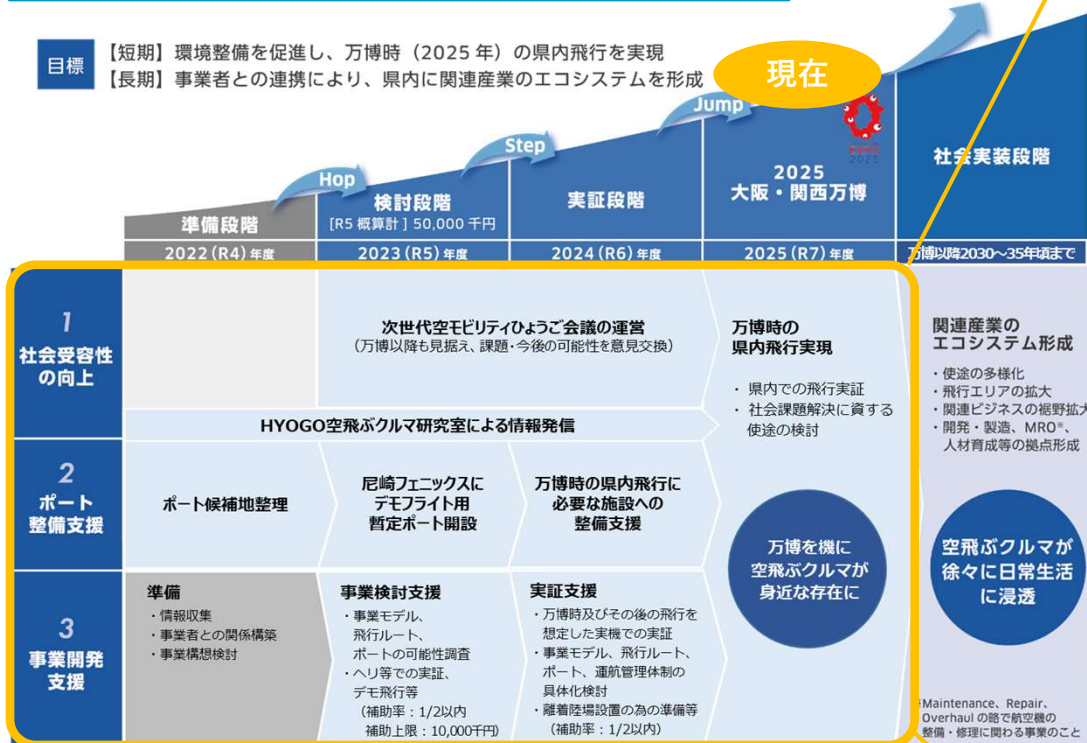 目標
【短期】環境整備を促進し、万博時（2025 年）の県内飛行を実現
【長期】事業者との連携により、県内に関連産業のエコシステムを形成
現在
Hop
Step
Jump
2025
準備段階
検討段階
[R5 概算計] 50,000 千円
実証段階
2025
大阪・関西万博
社会実装段階
2022(R4)年度
2023(R5)年度
2024(R6)年度
2025(R7)年度
万博以降2030～35年頃まで
1
社会受容性
の向上
次世代空モビリティひょうご会議の運営
（万博以降も見据え、課題・今後の可能性を意見交換）
HYOGO空飛ぶクルマ研究室による情報発信
万博時の
県内飛行実現
・ 県内での飛行実証
・ 社会課題解決に資する
使途の検討
関連産業の
エコシステム形成
・使途の多様化
・飛行エリアの拡大
・関連ビジネスの裾野拡大
・開発・製造、MRO※、
人材育成等の拠点形成
2
ポート
整備支援
ポート候補地整理
尼崎フェニックスに
デモフライト用
暫定ポート開設
万博時の県内飛行に
必要な施設への
整備支援
万博を機に
空飛ぶクルマが
身近な存在に
空飛ぶクルマが
徐々に日常生活
に浸透
3
事業開発
支援
準備
・情報収集
・事業者との関係構築
・事業構想検討
事業検討支援
・事業モデル、
飛行ルート、
ポートの可能性調査
・ヘリ等での実証、
デモ飛行等
（補助率：1/2以内
補助上限：10,000千円）
実証支援
・万博時及びその後の飛行を
想定した実機での実証
・事業モデル、飛行ルート、
ポート、運航管理体制の
具体化検討
・離着陸場設置の為の準備等
（補助率：1/2以内）
Maintenance、Repair、
Overhaul の略で航空機の
整備・修理に関わる事業のこと